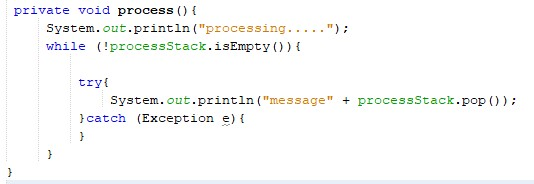 private void process(){
System.out.println("processing.....");
while (!processStack.isEmpty()){
try{
System.out.println("message" + processStack.pop());
}catch (Exception e){
}
}
}